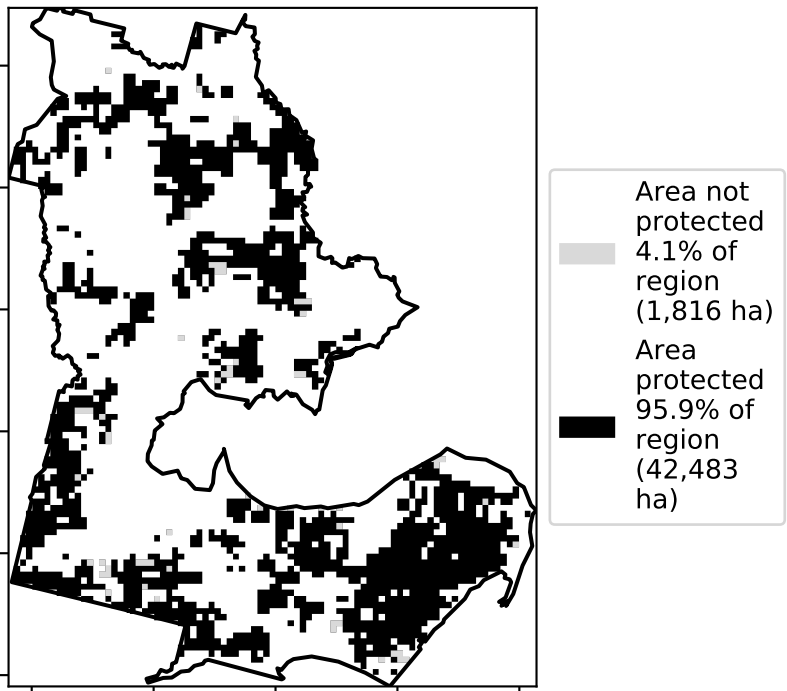 Area not
protected
4.1% of
region
(1,816 ha)
Area
protected
95.9% of
region
(42,483
ha)